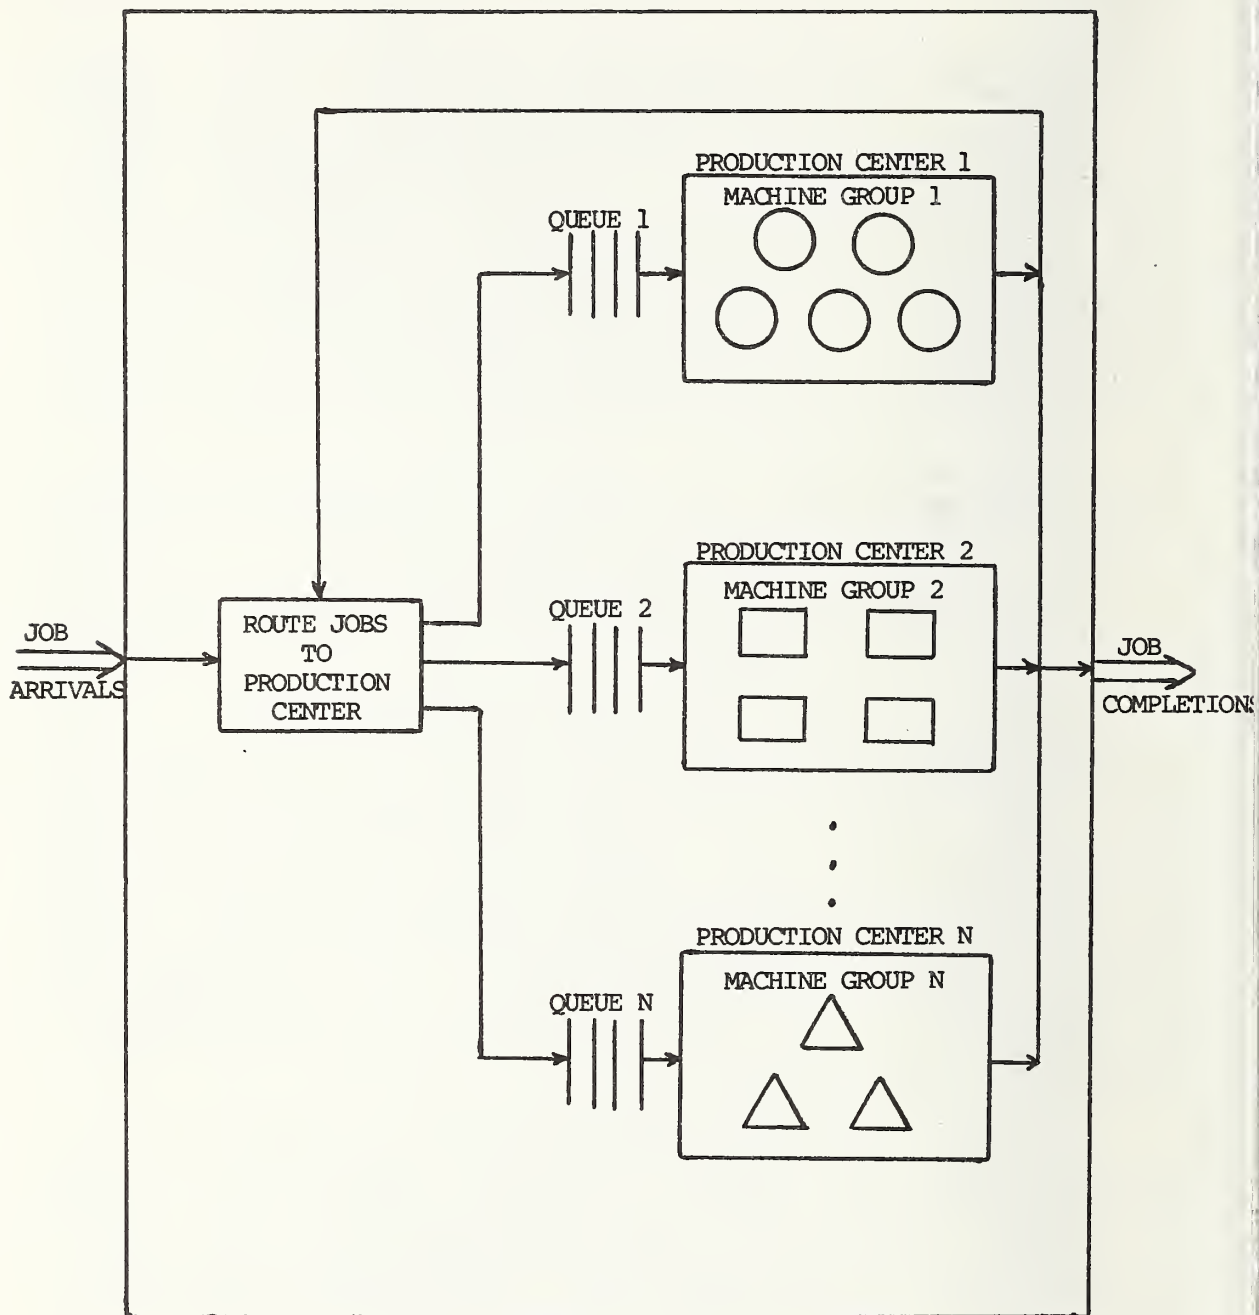 PRODUCTION CENTER 1
MACHINE GROUP 1
QUEUE 1
PRODUCTION CENTER 2
MACHINE GROUP 2
QUEUE 2
JOB
ARRIVALS
ROUTE JOBS
TO
PRODUCTION
CENTER
JOB
COMPLETIONS
PRODUCTION CENTER N
MACHINE GROUP N
QUEUE N